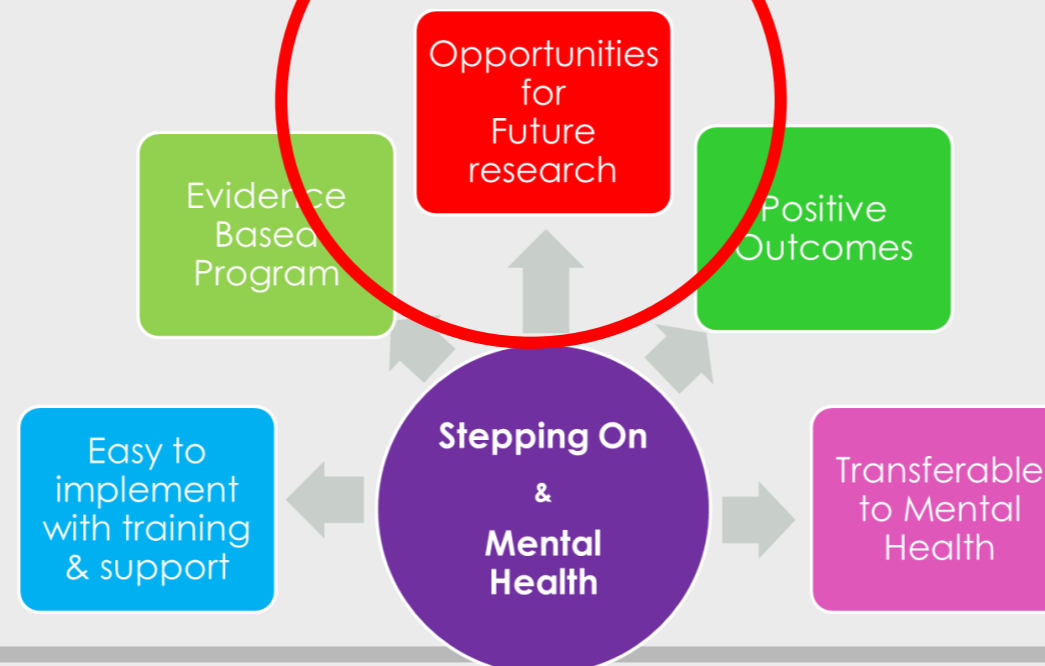 Opportunities
for
Future
research
Evidence
Based
Program
Positive
Outcomes
Stepping On
&
Mental
Health
Easy to
implement
with training
& support
Transferable
to Mental
Health